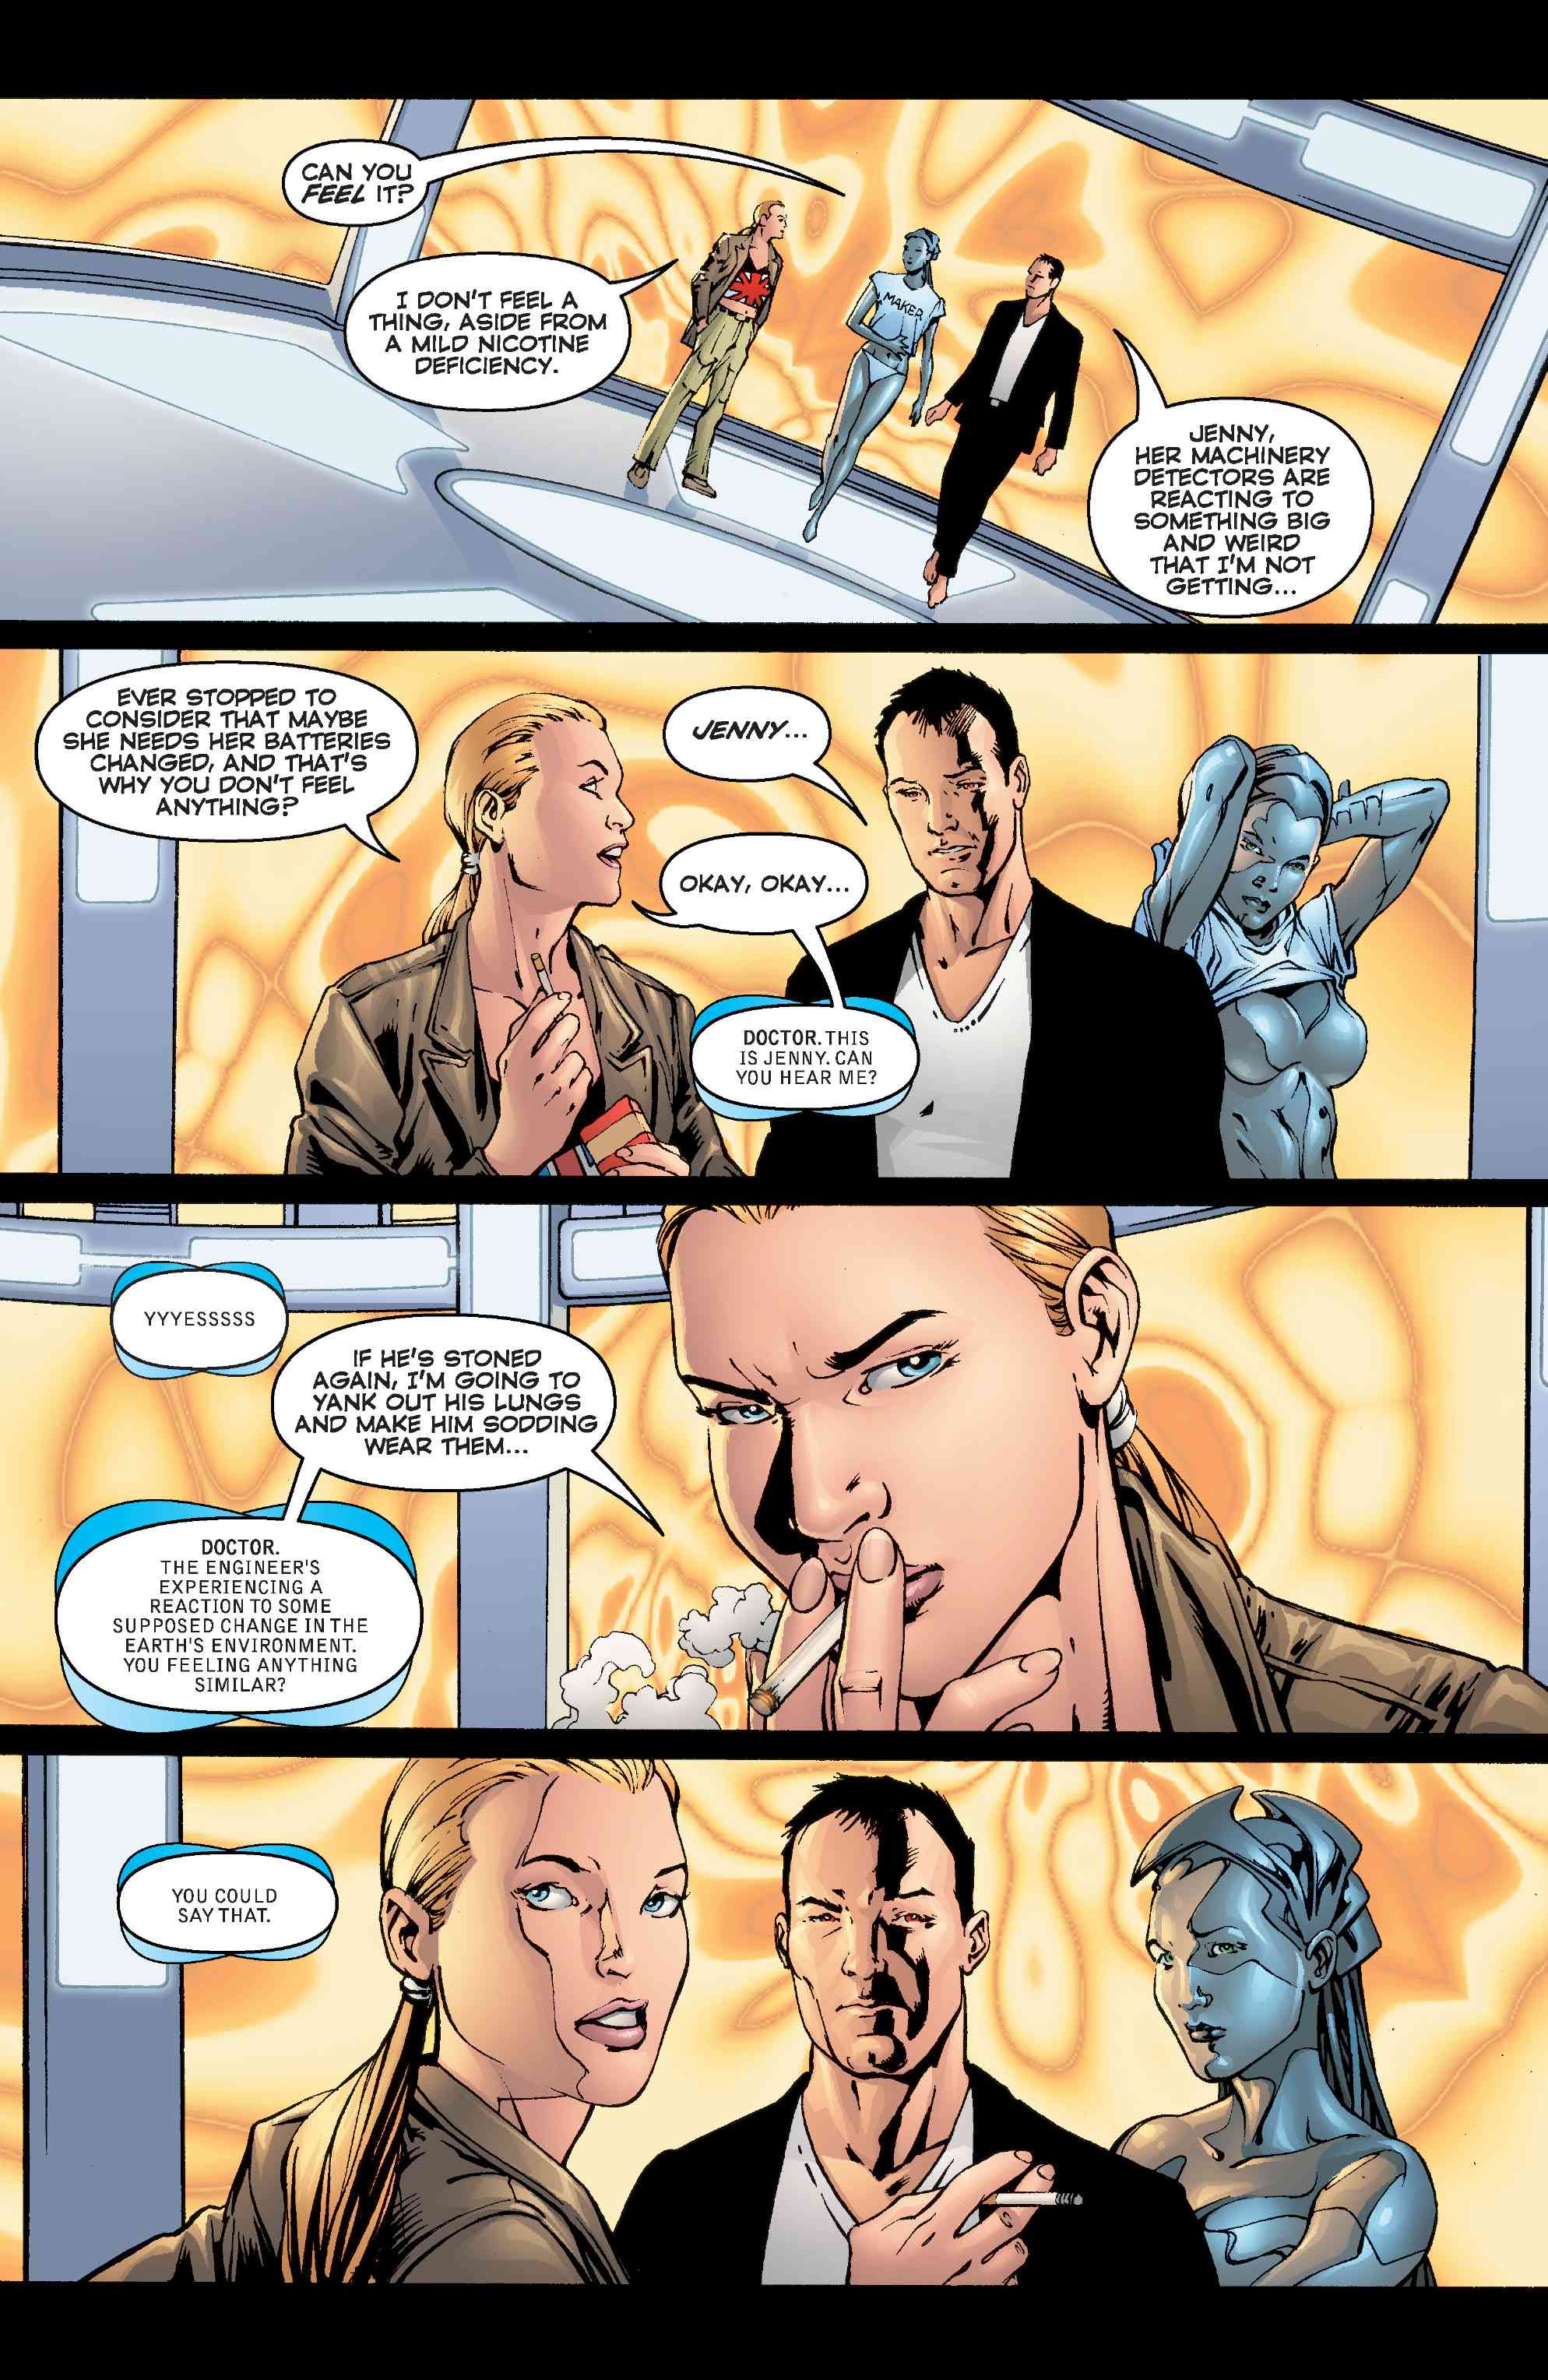 CAN YOU
FEEL IT?
I DON'T FEEL A
THING, ASIDE FROM
A MILD NICOTINE
DEFICIENCY.
MAKER
JENNY,
HER MACHINERY
DETECTORS ARE
REACTING TO
SOMETHING BIG
AND WEIRD
THAT I'M NOT
GETTING...
EVER STOPPED TO
CONSIDER THAT MAYBE
SHE NEEDS HER BATTERIES
CHANGED, AND THAT'S
WHY YOU DON'T FEEL
ANYTHING?
JENNY...
OKAY, OKAY...
DOCTOR. THIS
IS JENNY. CAN
YOU HEAR ME?
YYYESSSSS
IF HE'S STONED
AGAIN, I'M GOING TO
YANK OUT HIS LUNGS
AND MAKE HIM SODDING
WEAR THEM...
DOCTOR.
THE ENGINEER'S
EXPERIENCING A
REACTION TO SOME
SUPPOSED CHANGE IN THE
EARTH'S ENVIRONMENT.
YOU FEELING ANYTHING
SIMILAR?
YOU COULD
SAY THAT.